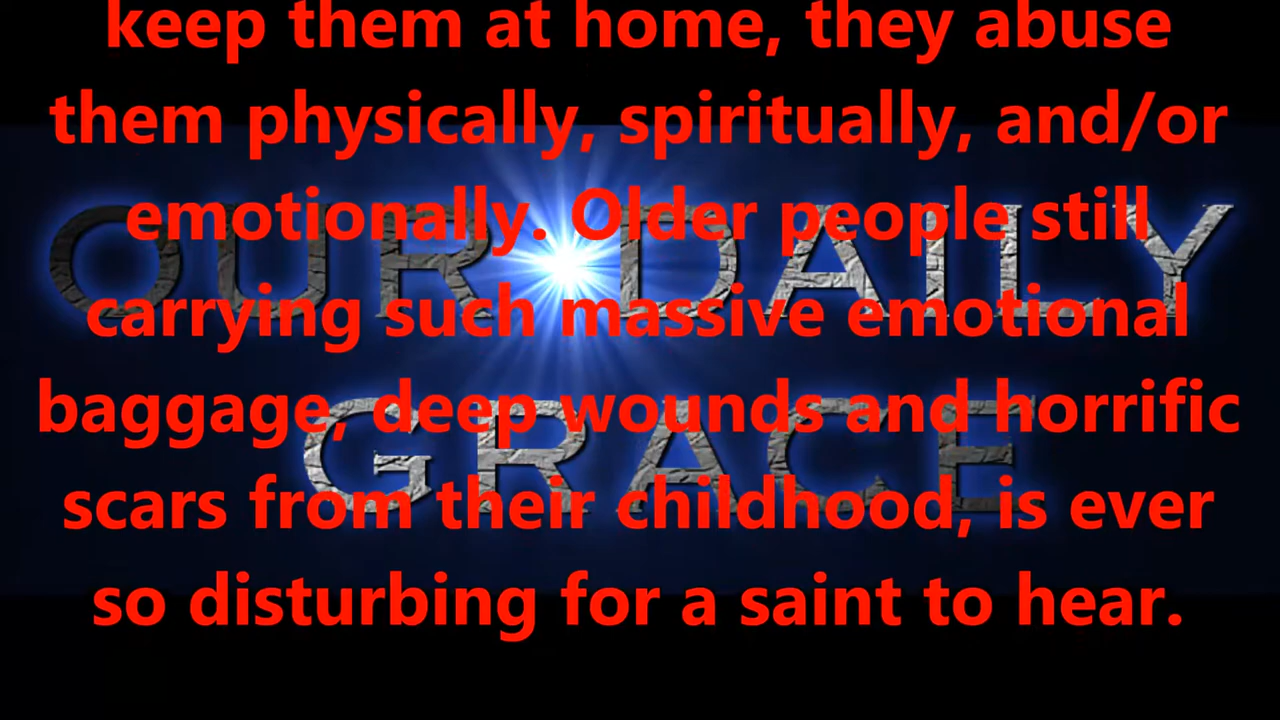 keep them at home, they abuse
them physically, spiritually, and/or
emotionally. Older people still
carrying such massive emotional
baggage, deep wounds and horrific
scars from their childhood, is ever
so disturbing for a saint to hear.
OUR DAILY
GRACE